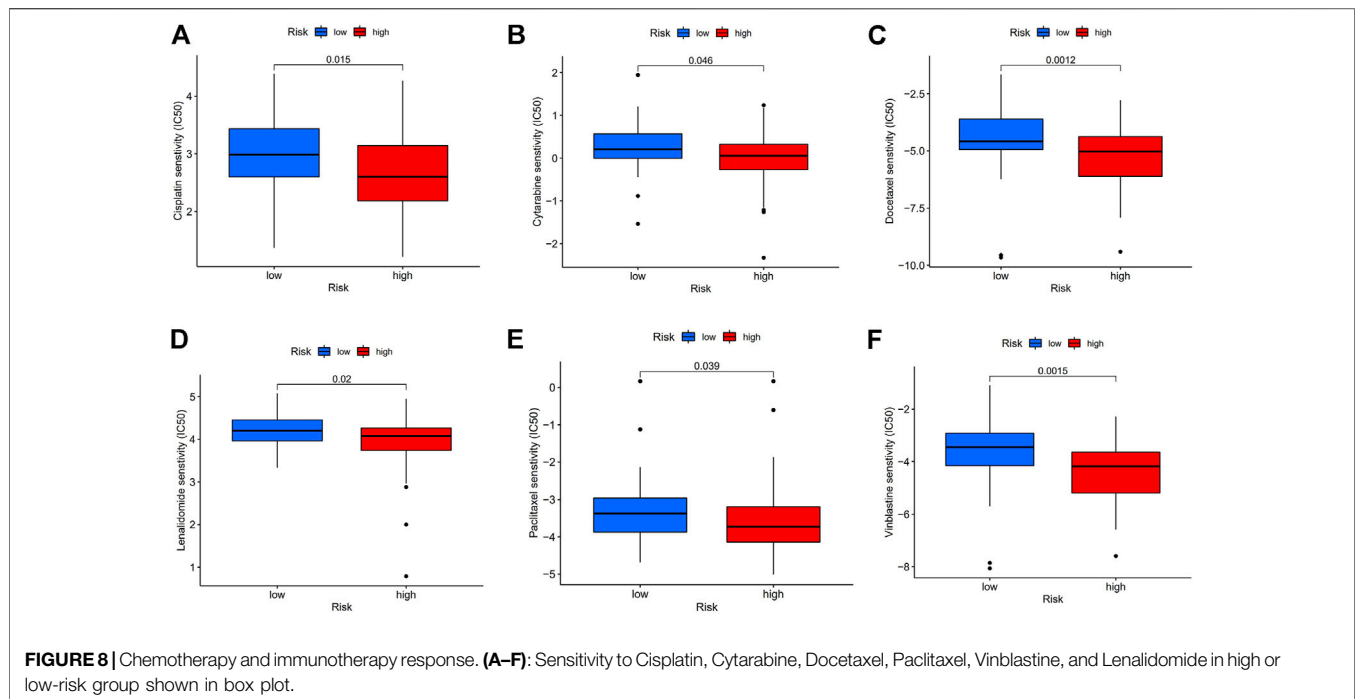 A
Risk low high
0.015
Cisplatin senstivity (IC50)
4
3
2
low high
Risk
B
Risk low high
0.046
Cytarabine senstivity (IC50)
2
1
0
−1
−2
low high
Risk
C
Risk low high
0.0012
Docetaxel senstivity (IC50)
−2.5
−5.0
−7.5
−10.0
low high
Risk
D
Risk low high
0.02
Lenalidomide senstivity (IC50)
5
4
3
2
1
low high
Risk
E
Risk low high
0.039
Paclitaxel senstivity (IC50)
0
−1
−2
−3
−4
−5
low high
Risk
F
Risk low high
0.0015
Vinblastine senstivity (IC50)
−2
−4
−6
−8
low high
Risk
FIGURE 8 | Chemotherapy and immunotherapy response. (A–F): Sensitivity to Cisplatin, Cytarabine, Docetaxel, Paclitaxel, Vinblastine, and Lenalidomide in high or
low-risk group shown in box plot.